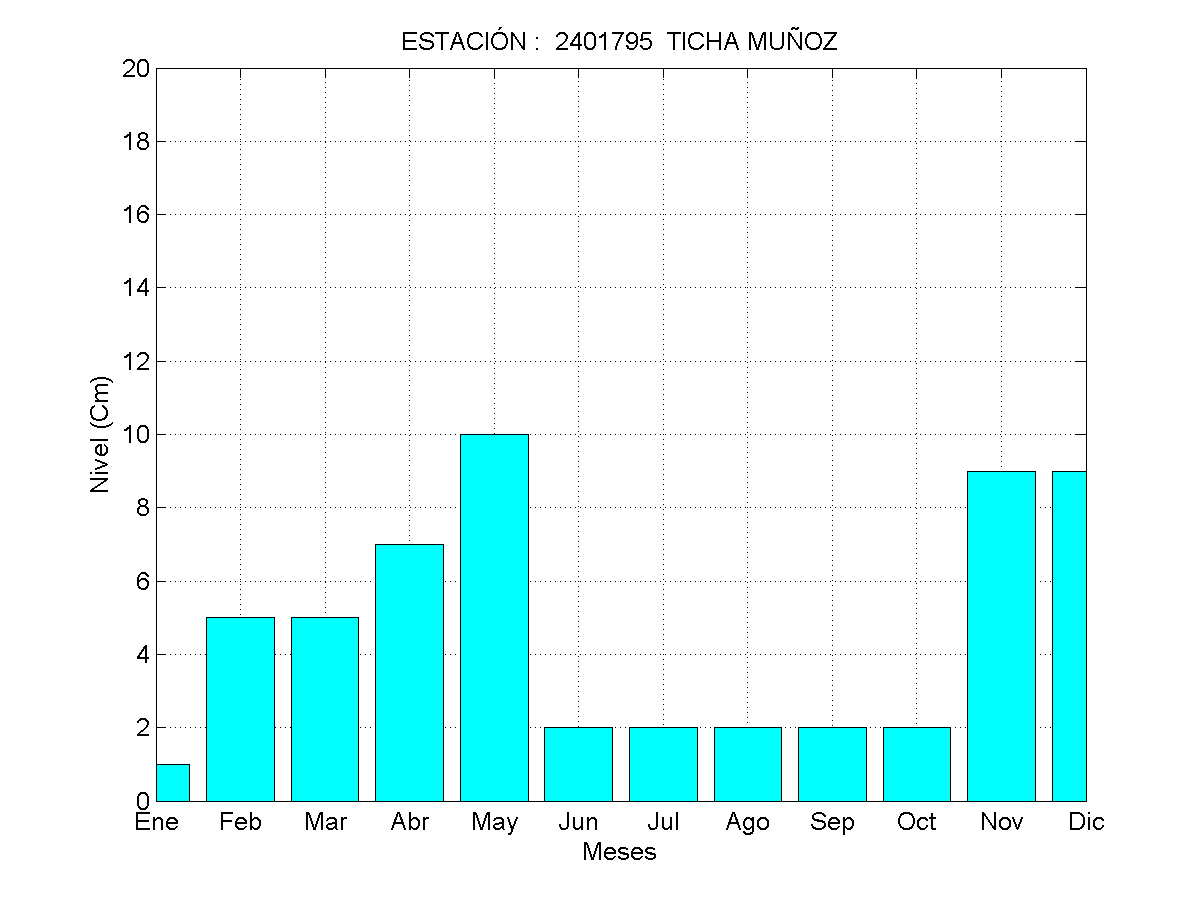 ESTACIÓN : 2401795 TICHA MUÑOZ
20
18
16
14
12
10
8
6
4
2
0
Nivel (Cm)
Ene Feb Mar Abr May Jun Jul Ago Sep Oct Nov Dic
Meses